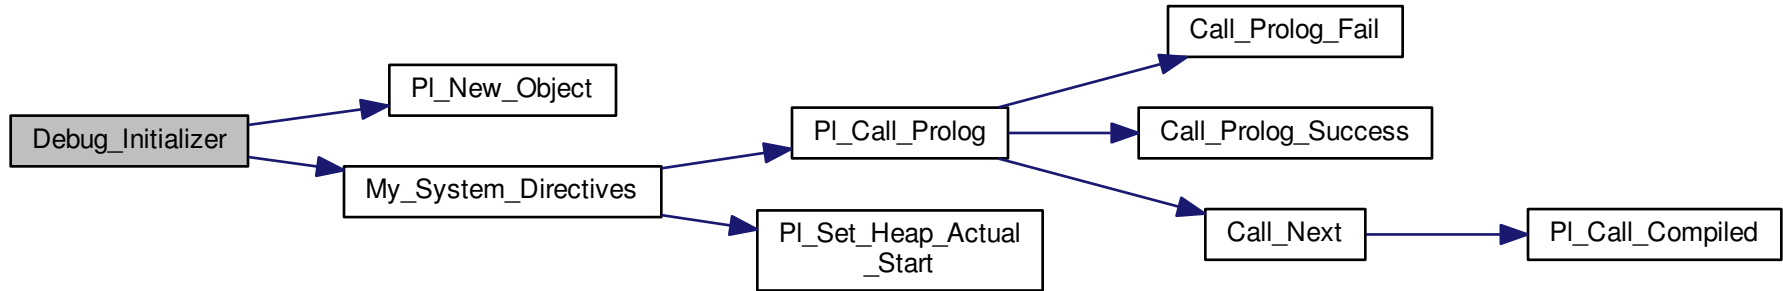 Call_Prolog_Fail
Pl_New_Object
Debug_Initializer
Pl_Call_Prolog
Call_Prolog_Success
My_System_Directives
Pl_Set_Heap_Actual
_Start
Call_Next
Pl_Call_Compiled